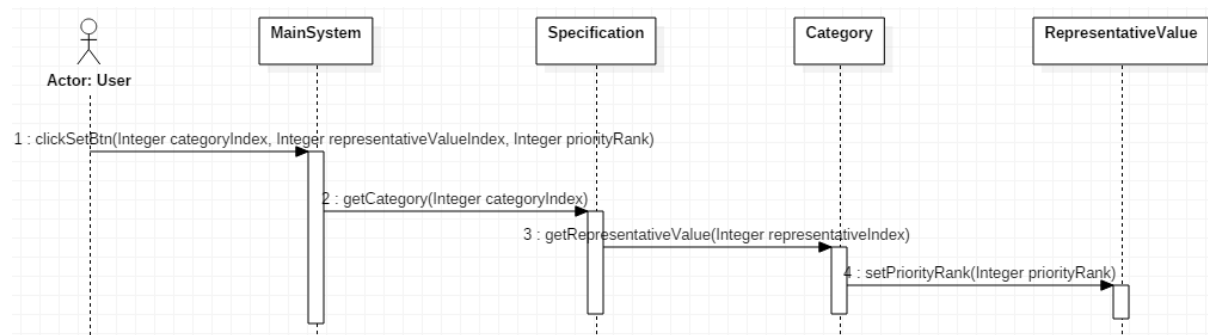 MainSystem
Specification
Category
RepresentativeValue
Actor: User
1 : clickSetBtn(Integer categoryIndex, Integer representativeValueIndex, Integer priorityRank)
2 : getCategory(Integer categoryIndex)
3 : getRepresentativeValue(Integer representativeIndex)
4 : setPriorityRank(Integer priorityRank)